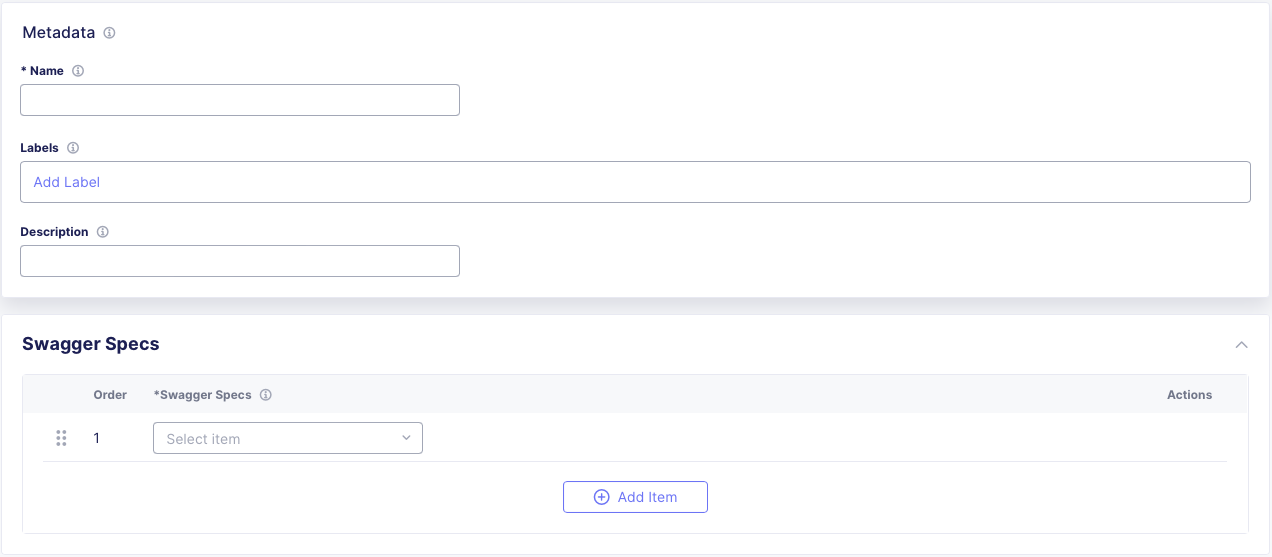 Metadata
* Name
Labels
Add Label
Description
Swagger Specs
Order *Swagger Specs Actions
1 Select item
Add Item